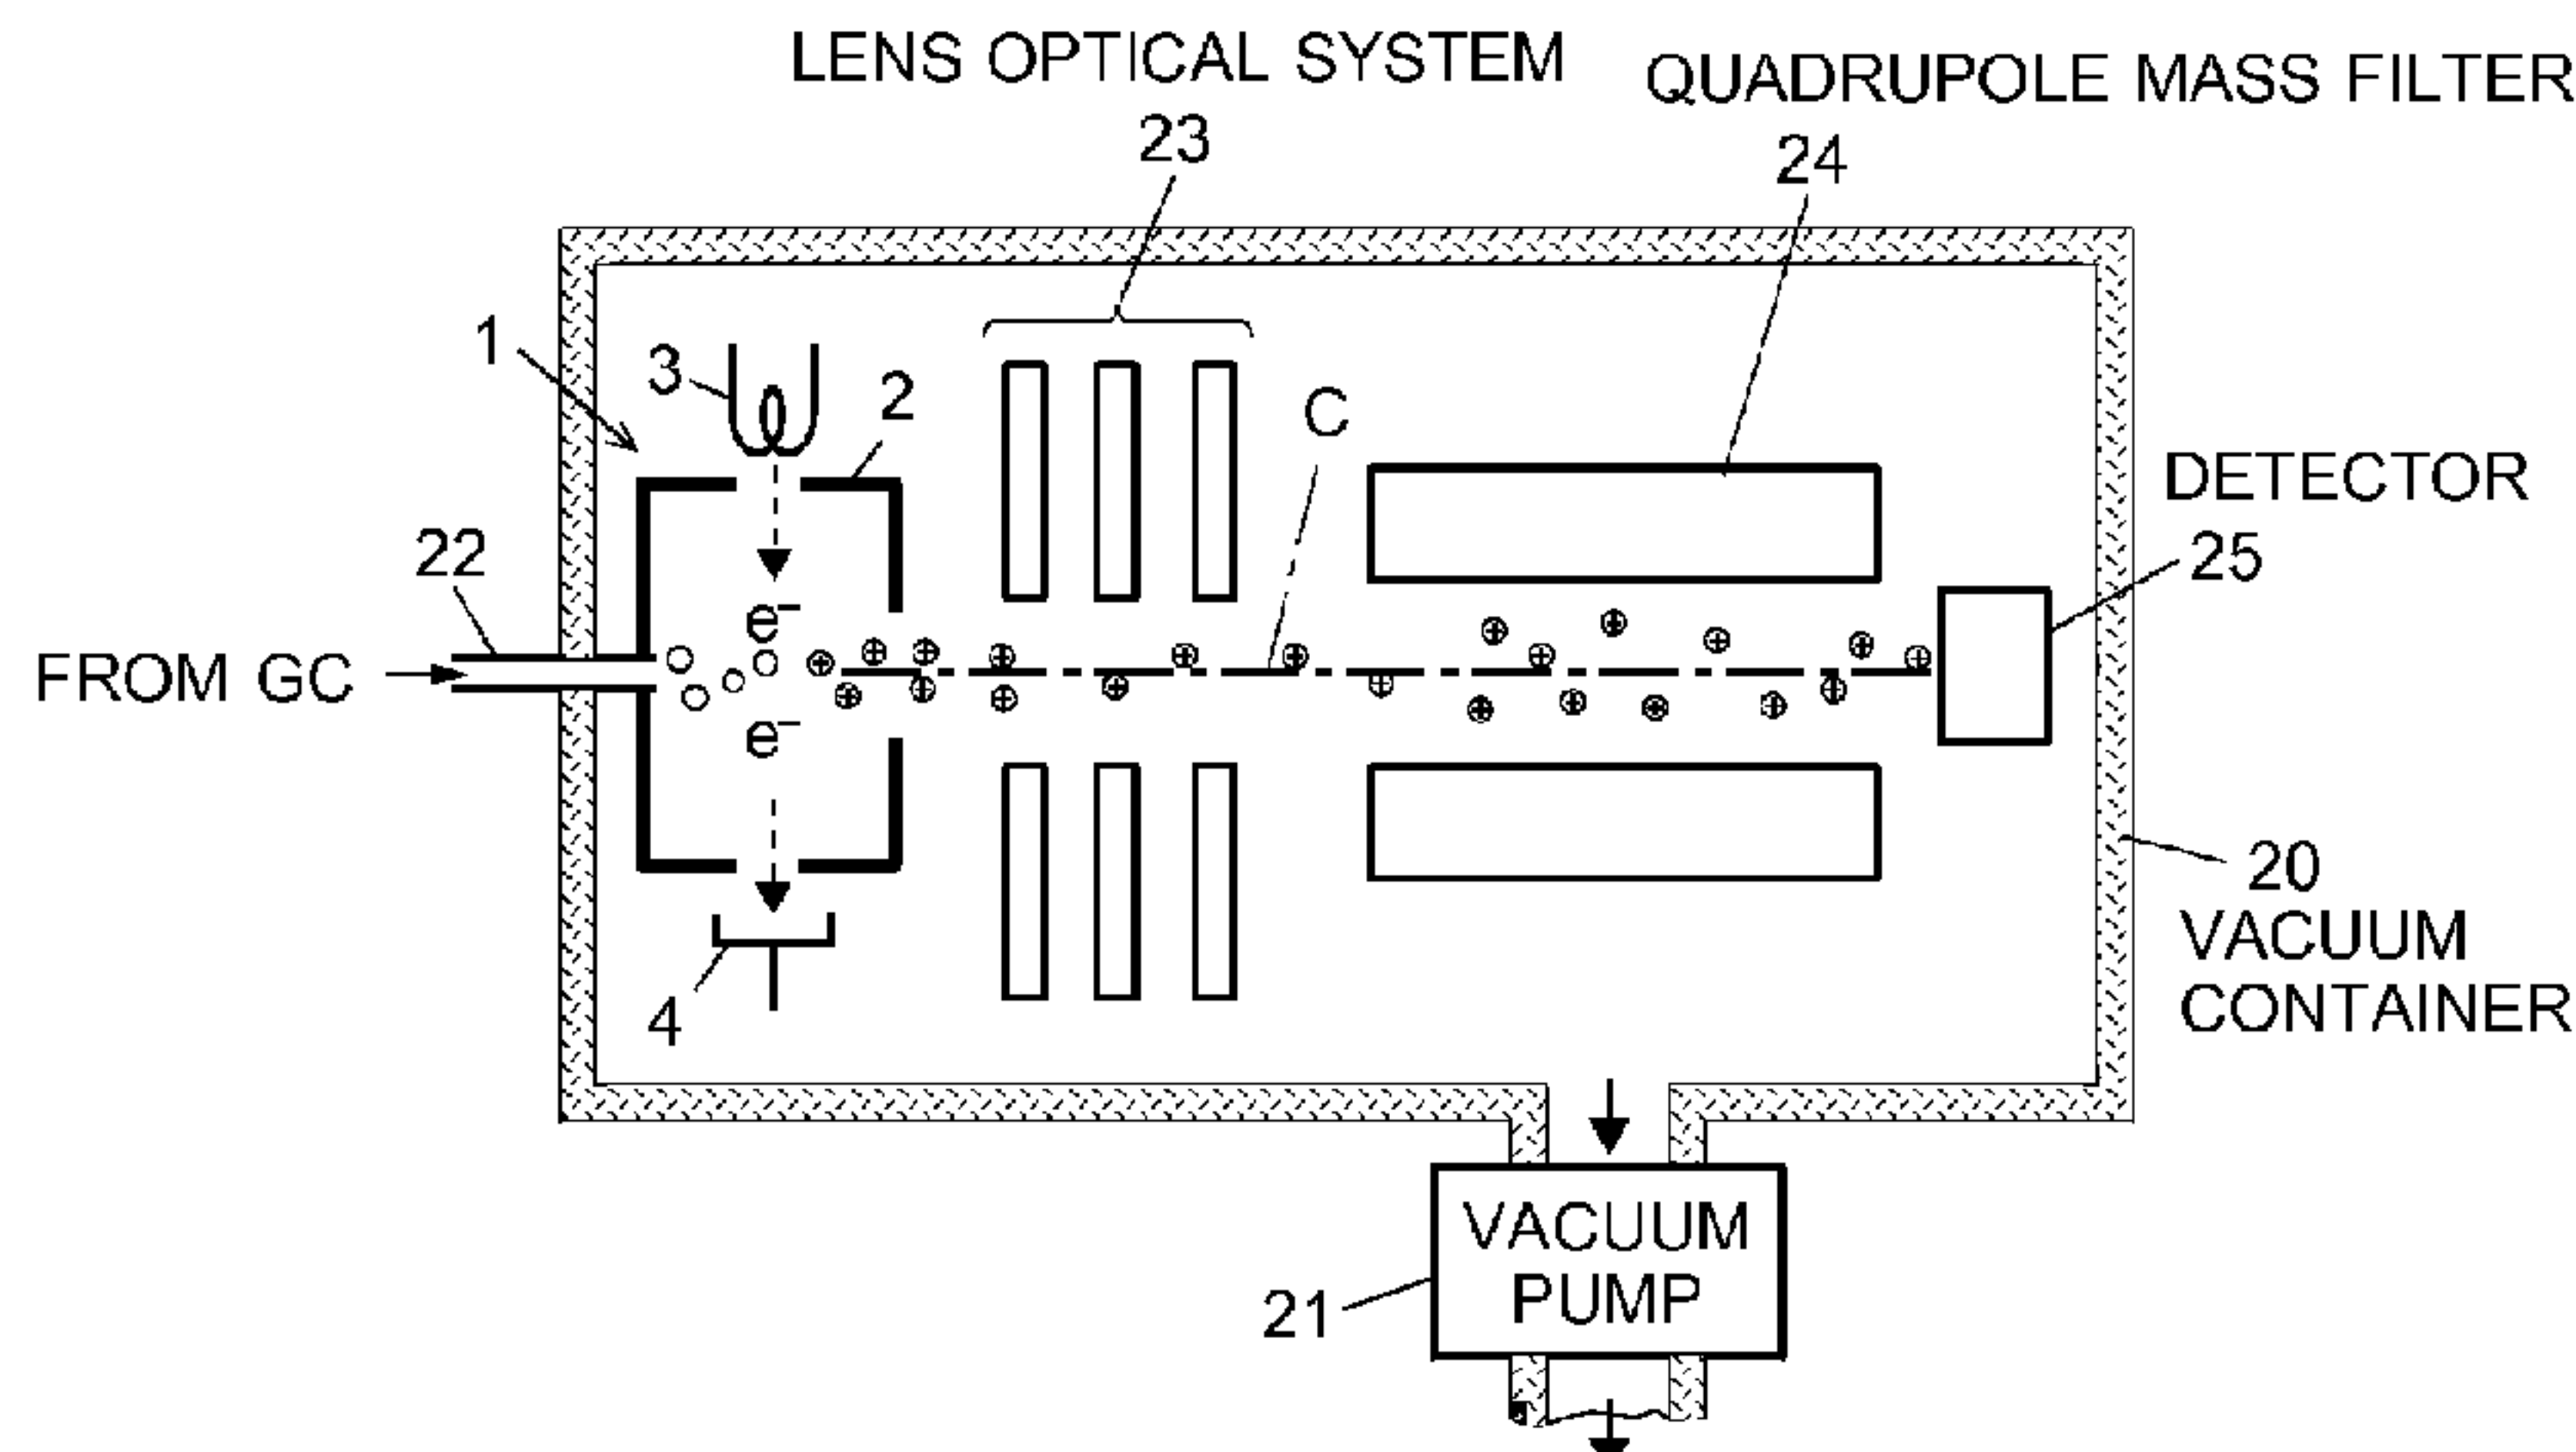 LENS OPTICAL SYSTEM
23
QUADRUPOLE MASS FILTER
24
1
3
2
C
DETECTOR
25
22
FROM GC
e−
e−
4
20
VACUUM
CONTAINER
VACUUM
PUMP
21